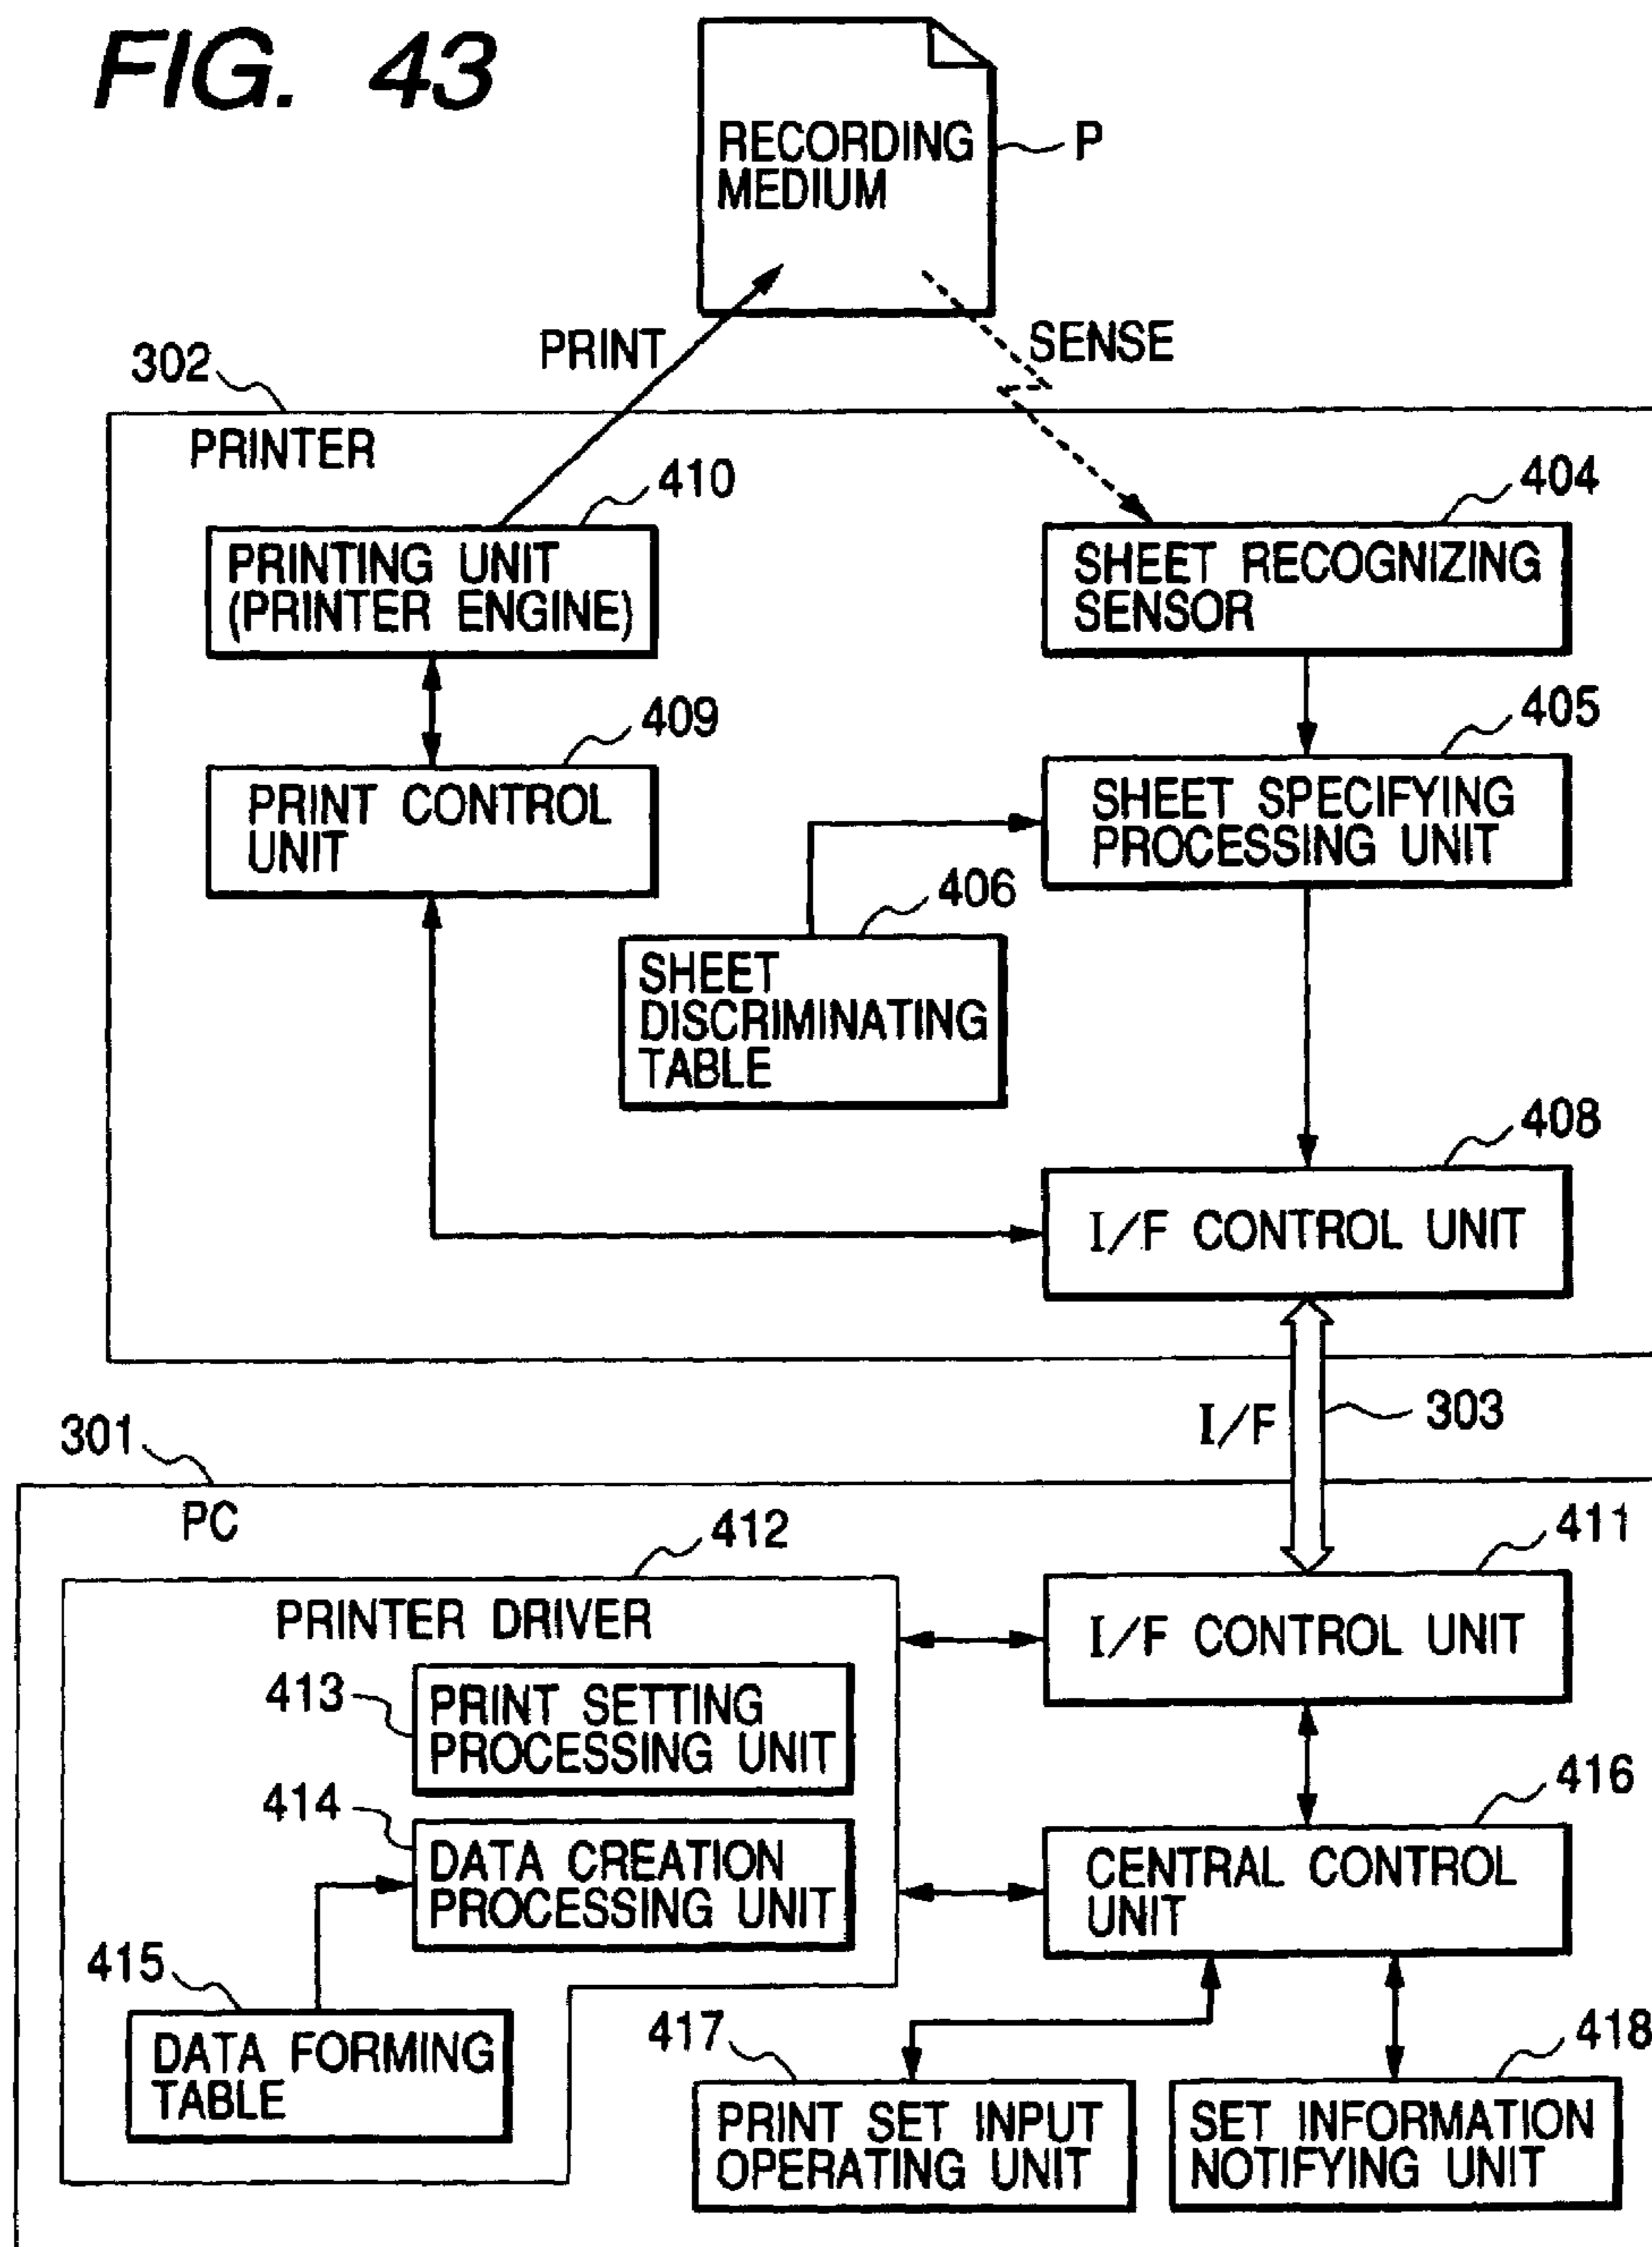 FIG. 43
RECORDING
MEDIUM
P
PRINT
SENSE
302
PRINTER
410
404
PRINTING UNIT
(PRINTER ENGINE)
SHEET RECOGNIZING
SENSOR
409
405
PRINT CONTROL
UNIT
SHEET SPECIFYING
PROCESSING UNIT
406
SHEET
DISCRIMINATING
TABLE
408
I/F CONTROL UNIT
I/F
303
301
PC
412
411
PRINTER DRIVER
I/F CONTROL UNIT
413
PRINT SETTING
PROCESSING UNIT
416
414
DATA CREATION
PROCESSING UNIT
CENTRAL CONTROL
UNIT
415
DATA FORMING
TABLE
417
418
PRINT SET INPUT
OPERATING UNIT
SET INFORMATION
NOTIFYING UNIT